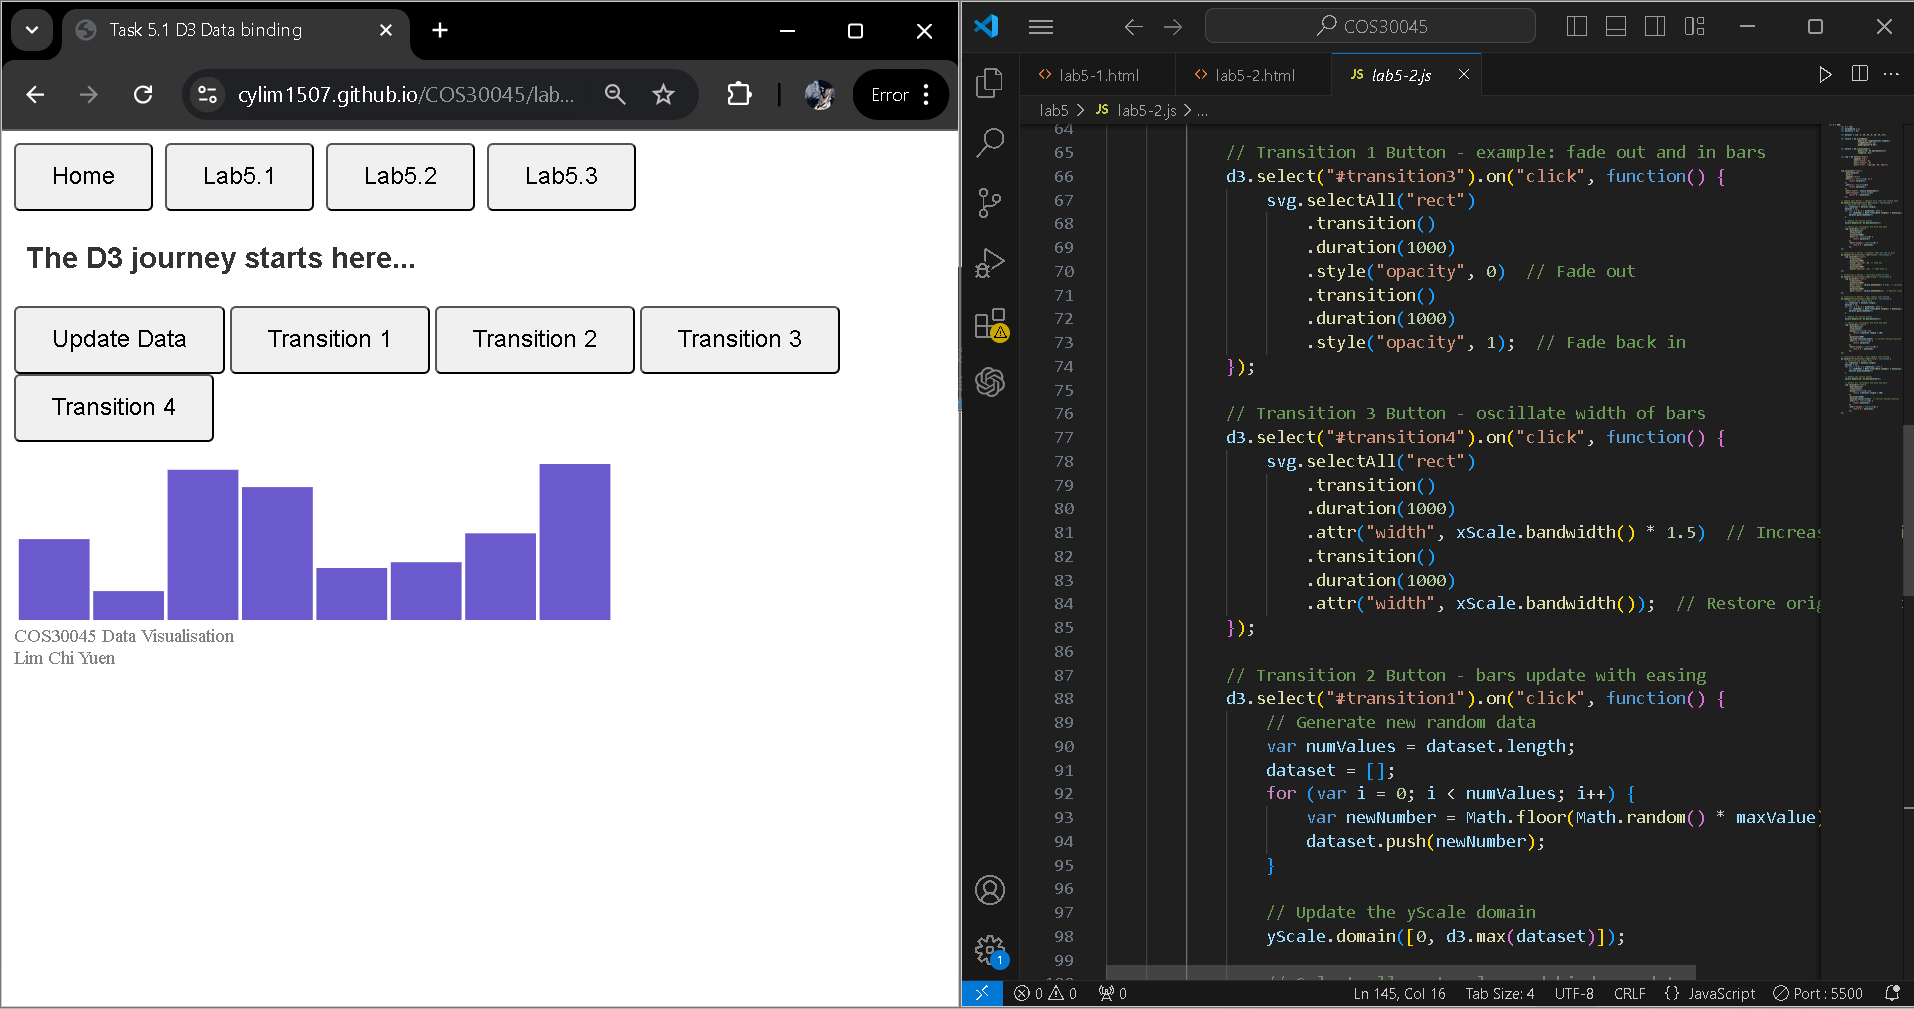 Task 5.1 D3 Data binding
cylim1507.github.io/COS30045/lab...
Error
Home
Lab5.1
Lab5.2
Lab5.3
The D3 journey starts here...
Update Data
Transition 1
Transition 2
Transition 3
Transition 4
COS30045 Data Visualisation
Lim Chi Yuen
COS30045
lab5-1.html
lab5-2.html
JS lab5-2.js
lab5 > JS lab5-2.js > ...
64
65 // Transition 1 Button - example: fade out and in bars
66 d3.select("#transition3").on("click", function() {
67 svg.selectAll("rect")
68 .transition()
69 .duration(1000)
70 .style("opacity", 0) // Fade out
71 .transition()
72 .duration(1000)
73 .style("opacity", 1); // Fade back in
74 });
75
76 // Transition 3 Button - oscillate width of bars
77 d3.select("#transition4").on("click", function() {
78 svg.selectAll("rect")
79 .transition()
80 .duration(1000)
81 .attr("width", xScale.bandwidth() * 1.5) // Increas
82 .transition()
83 .duration(1000)
84 .attr("width", xScale.bandwidth()); // Restore orig
85 });
86
87 // Transition 2 Button - bars update with easing
88 d3.select("#transition1").on("click", function() {
89 // Generate new random data
90 var numValues = dataset.length;
91 dataset = [];
92 for (var i = 0; i < numValues; i++) {
93 var newNumber = Math.floor(Math.random() * maxValue)
94 dataset.push(newNumber);
95 }
96
97 // Update the yScale domain
98 yScale.domain([0, d3.max(dataset)]);
99
1
0 0 0
Ln 145, Col 16
Tab Size: 4
UTF-8
CRLF
{} JavaScript
Port : 5500